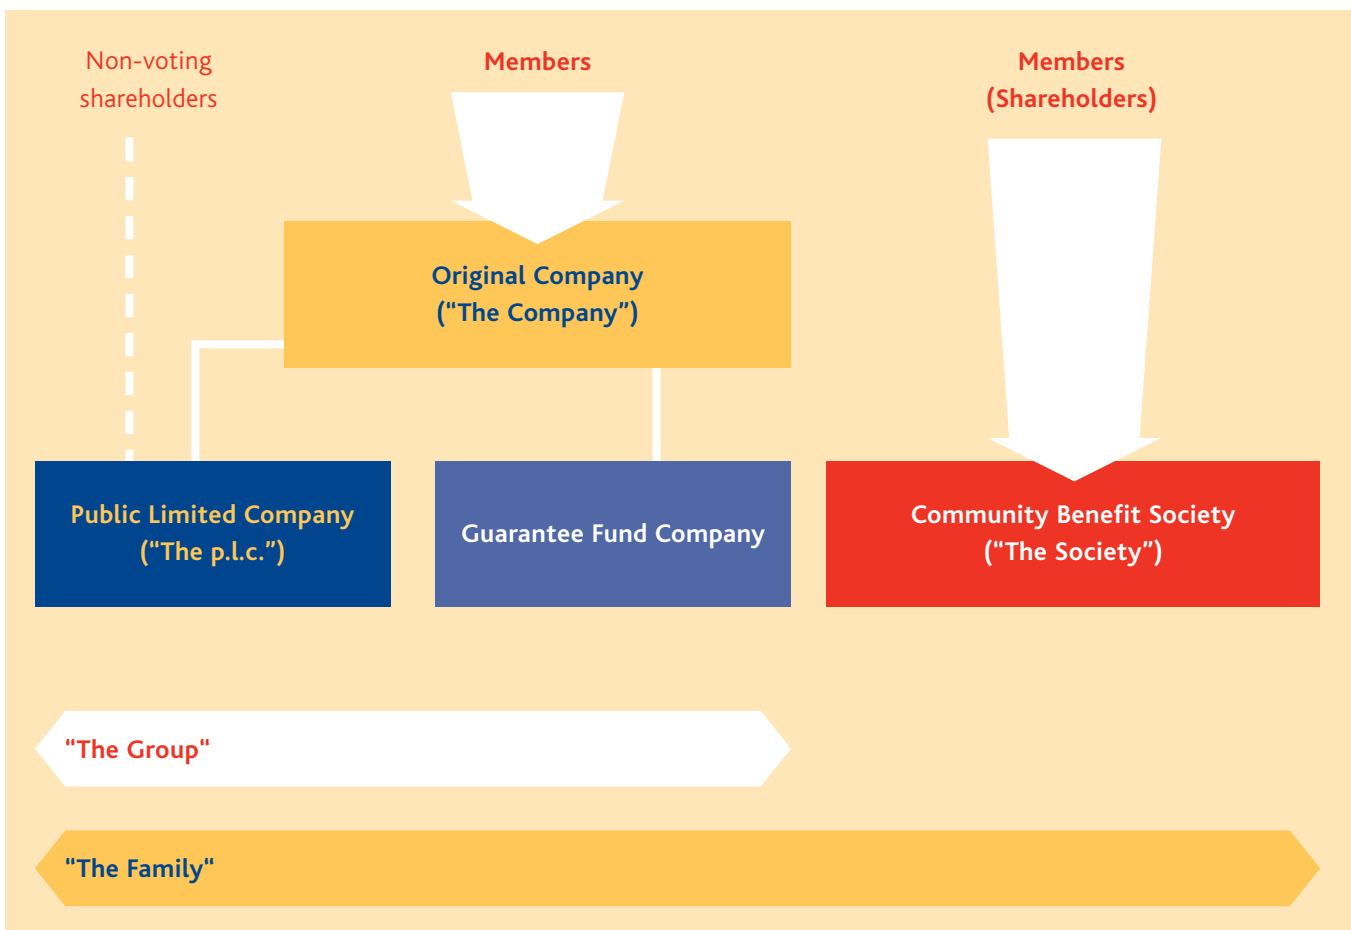 Non-voting
shareholders
Members
Members
(Shareholders)
Original Company
(“The Company”)
Public Limited Company
(“The p.l.c.”)
Guarantee Fund Company
Community Benefit Society
(“The Society”)
“The Group“
“The Family“